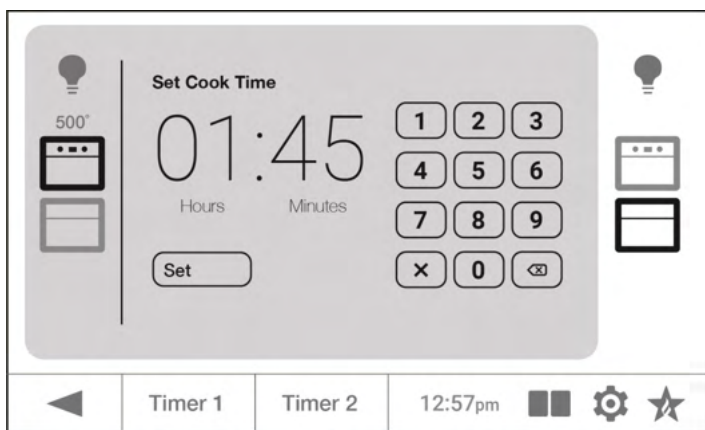 Set Cook Time
500°
01:45
Hours Minutes
1 2 3
4 5 6
7 8 9
× 0 ⌫
Set
Timer 1 Timer 2 12:57pm